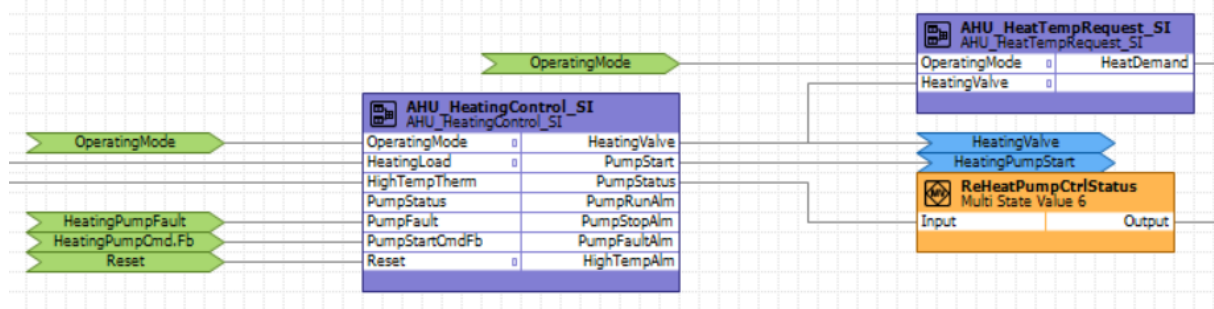 AHU_HeatTempRequest_SI
AHU_HeatTempRequest_SI
OperatingMode
OperatingMode HeatDemand
HeatingValve
AHU_HeatingControl_SI
AHU_HeatingControl_SI
OperatingMode
OperatingMode HeatingValve
HeatingValve
HeatingLoad PumpStart
HeatingPumpStart
HighTempTherm PumpStatus
ReHeatPumpCtrlStatus
Multi State Value 6
PumpStatus PumpRunAlm
HeatingPumpFault
PumpFault PumpStopAlm
Input Output
HeatingPumpCmd.Fb
PumpStartCmdFb PumpFaultAlm
Reset
Reset HighTempAlm